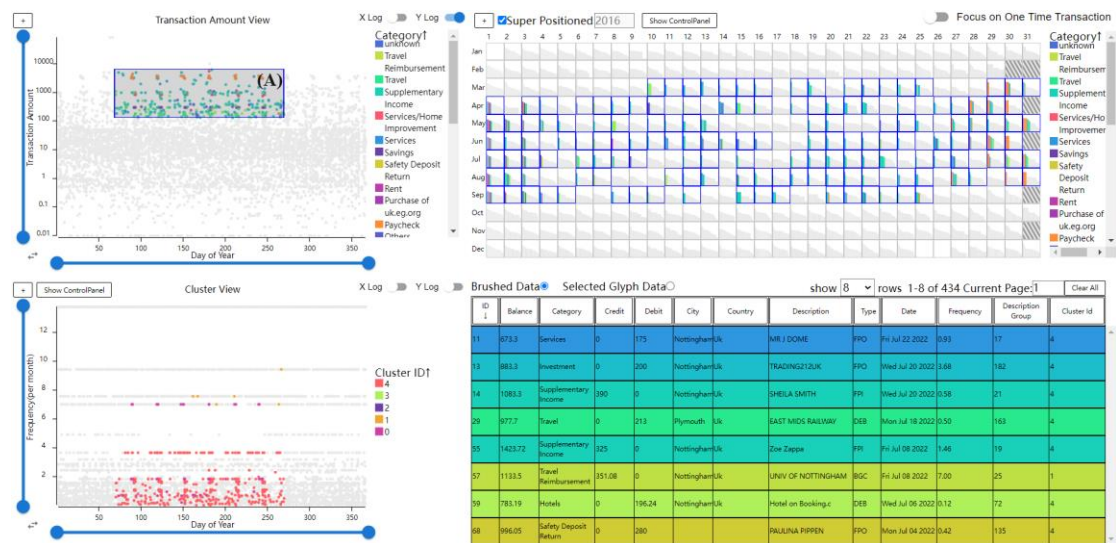 + Transaction Amount View X Log Y Log
Category↑
unknown
Travel
Reimbursement
Travel
Supplementary
Income
Services/Home
Improvement
Services
Savings
Safety Deposit
Return
Rent
Purchase of
uk.eg.org
Paycheck
Others
Transaction Amount
10000
1000
100
10
1
0.1
0.01
(A)
50 100 150 200 250 300 350
Day of Year
+ Super Positioned 2016 Show ControlPanel Focus on One Time Transaction
1 2 3 4 5 6 7 8 9 10 11 12 13 14 15 16 17 18 19 20 21 22 23 24 25 26 27 28 29 30 31
Jan
Feb
Mar
Apr
May
Jun
Jul
Aug
Sep
Oct
Nov
Dec
Category↑
unknown
Travel
Reimbursem
Travel
Supplement
Income
Services/Ho
Improvemer
Services
Savings
Safety
Deposit
Return
Rent
Purchase of
uk.eg.org
Paycheck
+ Show ControlPanel Cluster View X Log Y Log
Frequency(per month)
12
10
8
6
4
2
50 100 150 200 250 300 350
Day of Year
Cluster ID↑
4
3
2
1
0
Brushed Data Selected Glyph Data show 8 rows 1-8 of 434 Current Page: 1 Clear All
ID ↓ Balance Category Credit Debit City Country Description Type Date Frequency Description Group Cluster Id
11 673.3 Services 0 175 Nottingham Uk MR J DOME FPO Fri Jul 22 2022 0.93 17 4
13 883.3 Investment 0 200 Nottingham Uk TRADING212UK FPO Wed Jul 20 2022 3.68 182 4
14 1083.3 Supplementary Income 390 0 Nottingham Uk SHEILA SMITH FPI Wed Jul 20 2022 0.58 21 4
29 977.7 Travel 0 213 Plymouth Uk EAST MIDS RAILWAY DEB Mon Jul 18 2022 0.50 163 4
55 1423.72 Supplementary Income 325 0 Nottingham Uk Zoe Zappa FPI Fri Jul 08 2022 1.46 19 4
57 1133.5 Travel Reimbursement 351.08 0 Nottingham Uk UNIV OF NOTTINGHAM BGC Fri Jul 08 2022 7.00 25 1
59 783.19 Hotels 0 196.24 Nottingham Uk Hotel on Booking.c DEB Wed Jul 06 2022 0.12 72 4
68 996.05 Safety Deposit Return 0 280 Nottingham Uk PAULINA PIPPEN FPO Mon Jul 04 2022 0.42 135 4